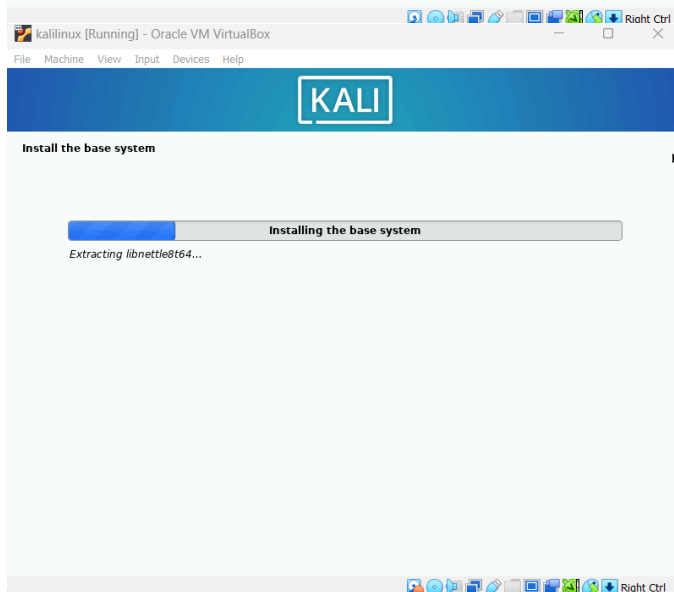 Right Ctrl
kalilinux [Running] - Oracle VM VirtualBox
File Machine View Input Devices Help
KALI
Install the base system
Installing the base system
Extracting libnettle8t64...
Right Ctrl